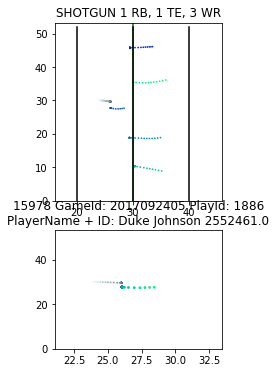 SHOTGUN 1 RB, 1 TE, 3 WR
50
40
30
20
10
0
20 30 40
15978 GameId: 2017092405 PlayId: 1886
PlayerName + ID: Duke Johnson 2552461.0
40
20
0
22.5 25.0 27.5 30.0 32.5